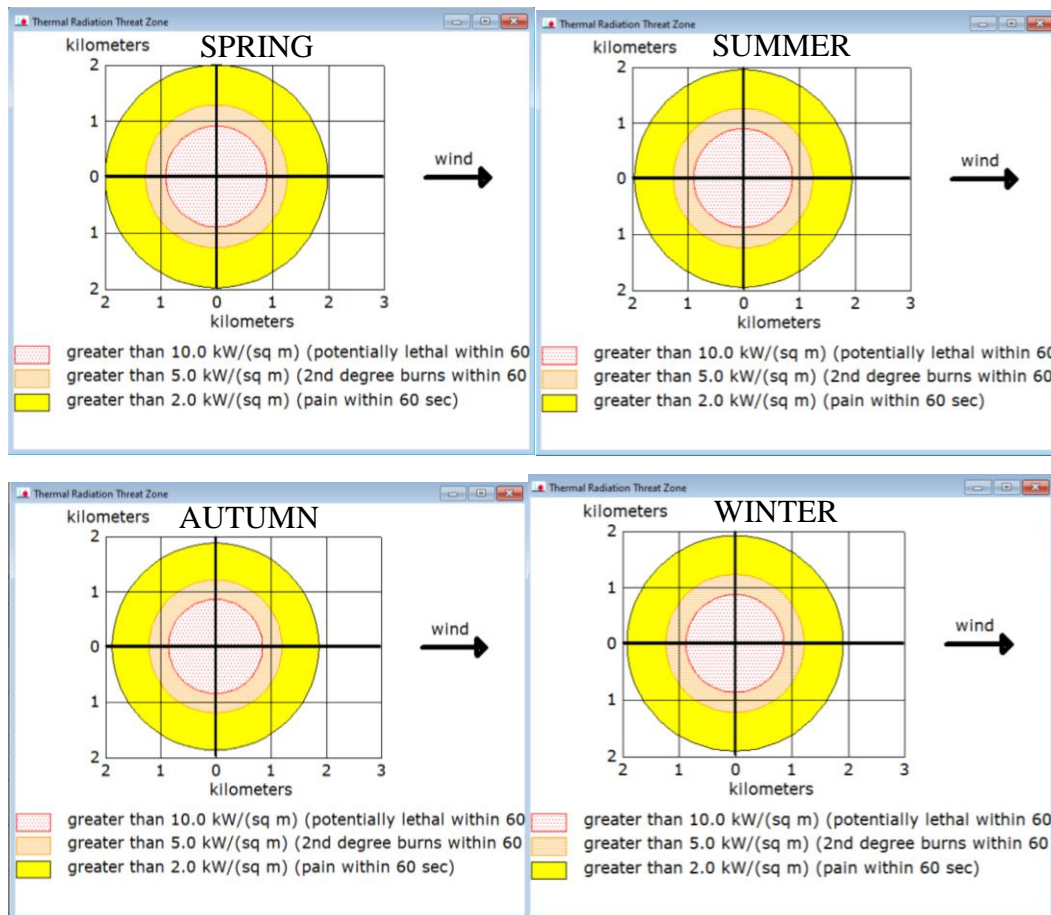 Thermal Radiation Threat Zone
kilometers
SPRING
2
1
0
1
2
2 1 0 1 2 3
kilometers
wind
greater than 10.0 kW/(sq m) (potentially lethal within 60
greater than 5.0 kW/(sq m) (2nd degree burns within 60
greater than 2.0 kW/(sq m) (pain within 60 sec)
Thermal Radiation Threat Zone
kilometers
SUMMER
2
1
0
1
2
2 1 0 1 2 3
kilometers
wind
greater than 10.0 kW/(sq m) (potentially lethal within 60
greater than 5.0 kW/(sq m) (2nd degree burns within 60
greater than 2.0 kW/(sq m) (pain within 60 sec)
Thermal Radiation Threat Zone
kilometers
AUTUMN
2
1
0
1
2
2 1 0 1 2 3
kilometers
wind
greater than 10.0 kW/(sq m) (potentially lethal within 60
greater than 5.0 kW/(sq m) (2nd degree burns within 60
greater than 2.0 kW/(sq m) (pain within 60 sec)
Thermal Radiation Threat Zone
kilometers
WINTER
2
1
0
1
2
2 1 0 1 2 3
kilometers
wind
greater than 10.0 kW/(sq m) (potentially lethal within 60
greater than 5.0 kW/(sq m) (2nd degree burns within 60
greater than 2.0 kW/(sq m) (pain within 60 sec)